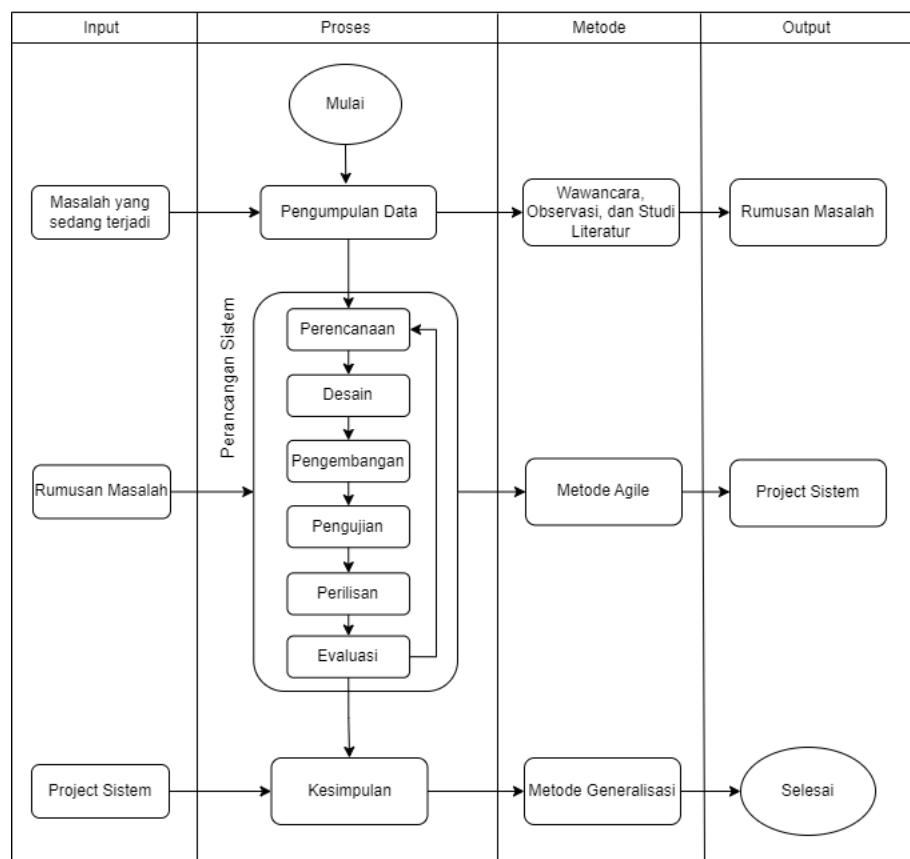 Input
Proses
Metode
Output
Mulai
Masalah yang
sedang terjadi
Pengumpulan Data
Wawancara,
Observasi, dan Studi
Literatur
Rumusan Masalah
Perancangan Sistem
Perencanaan
Desain
Pengembangan
Pengujian
Perilisan
Evaluasi
Rumusan Masalah
Metode Agile
Project Sistem
Project Sistem
Kesimpulan
Metode Generalisasi
Selesai